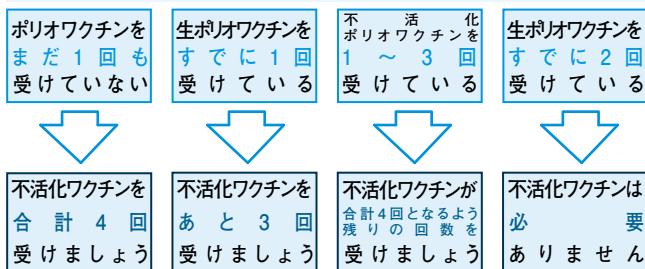 ポリオワクチンを
まだ1回も
受けていない
生ポリオワクチンを
すでに1回
受けている
不活化
ポリオワクチンを
1～3回
受けている
生ポリオワクチンを
すでに2回
受けている
不活化ワクチンを
合計4回
受けましょう
不活化ワクチンを
あと3回
受けましょう
不活化ワクチンが
合計4回となるよう
残りの回数を
受けましょう
不活化ワクチンは
必要
ありません